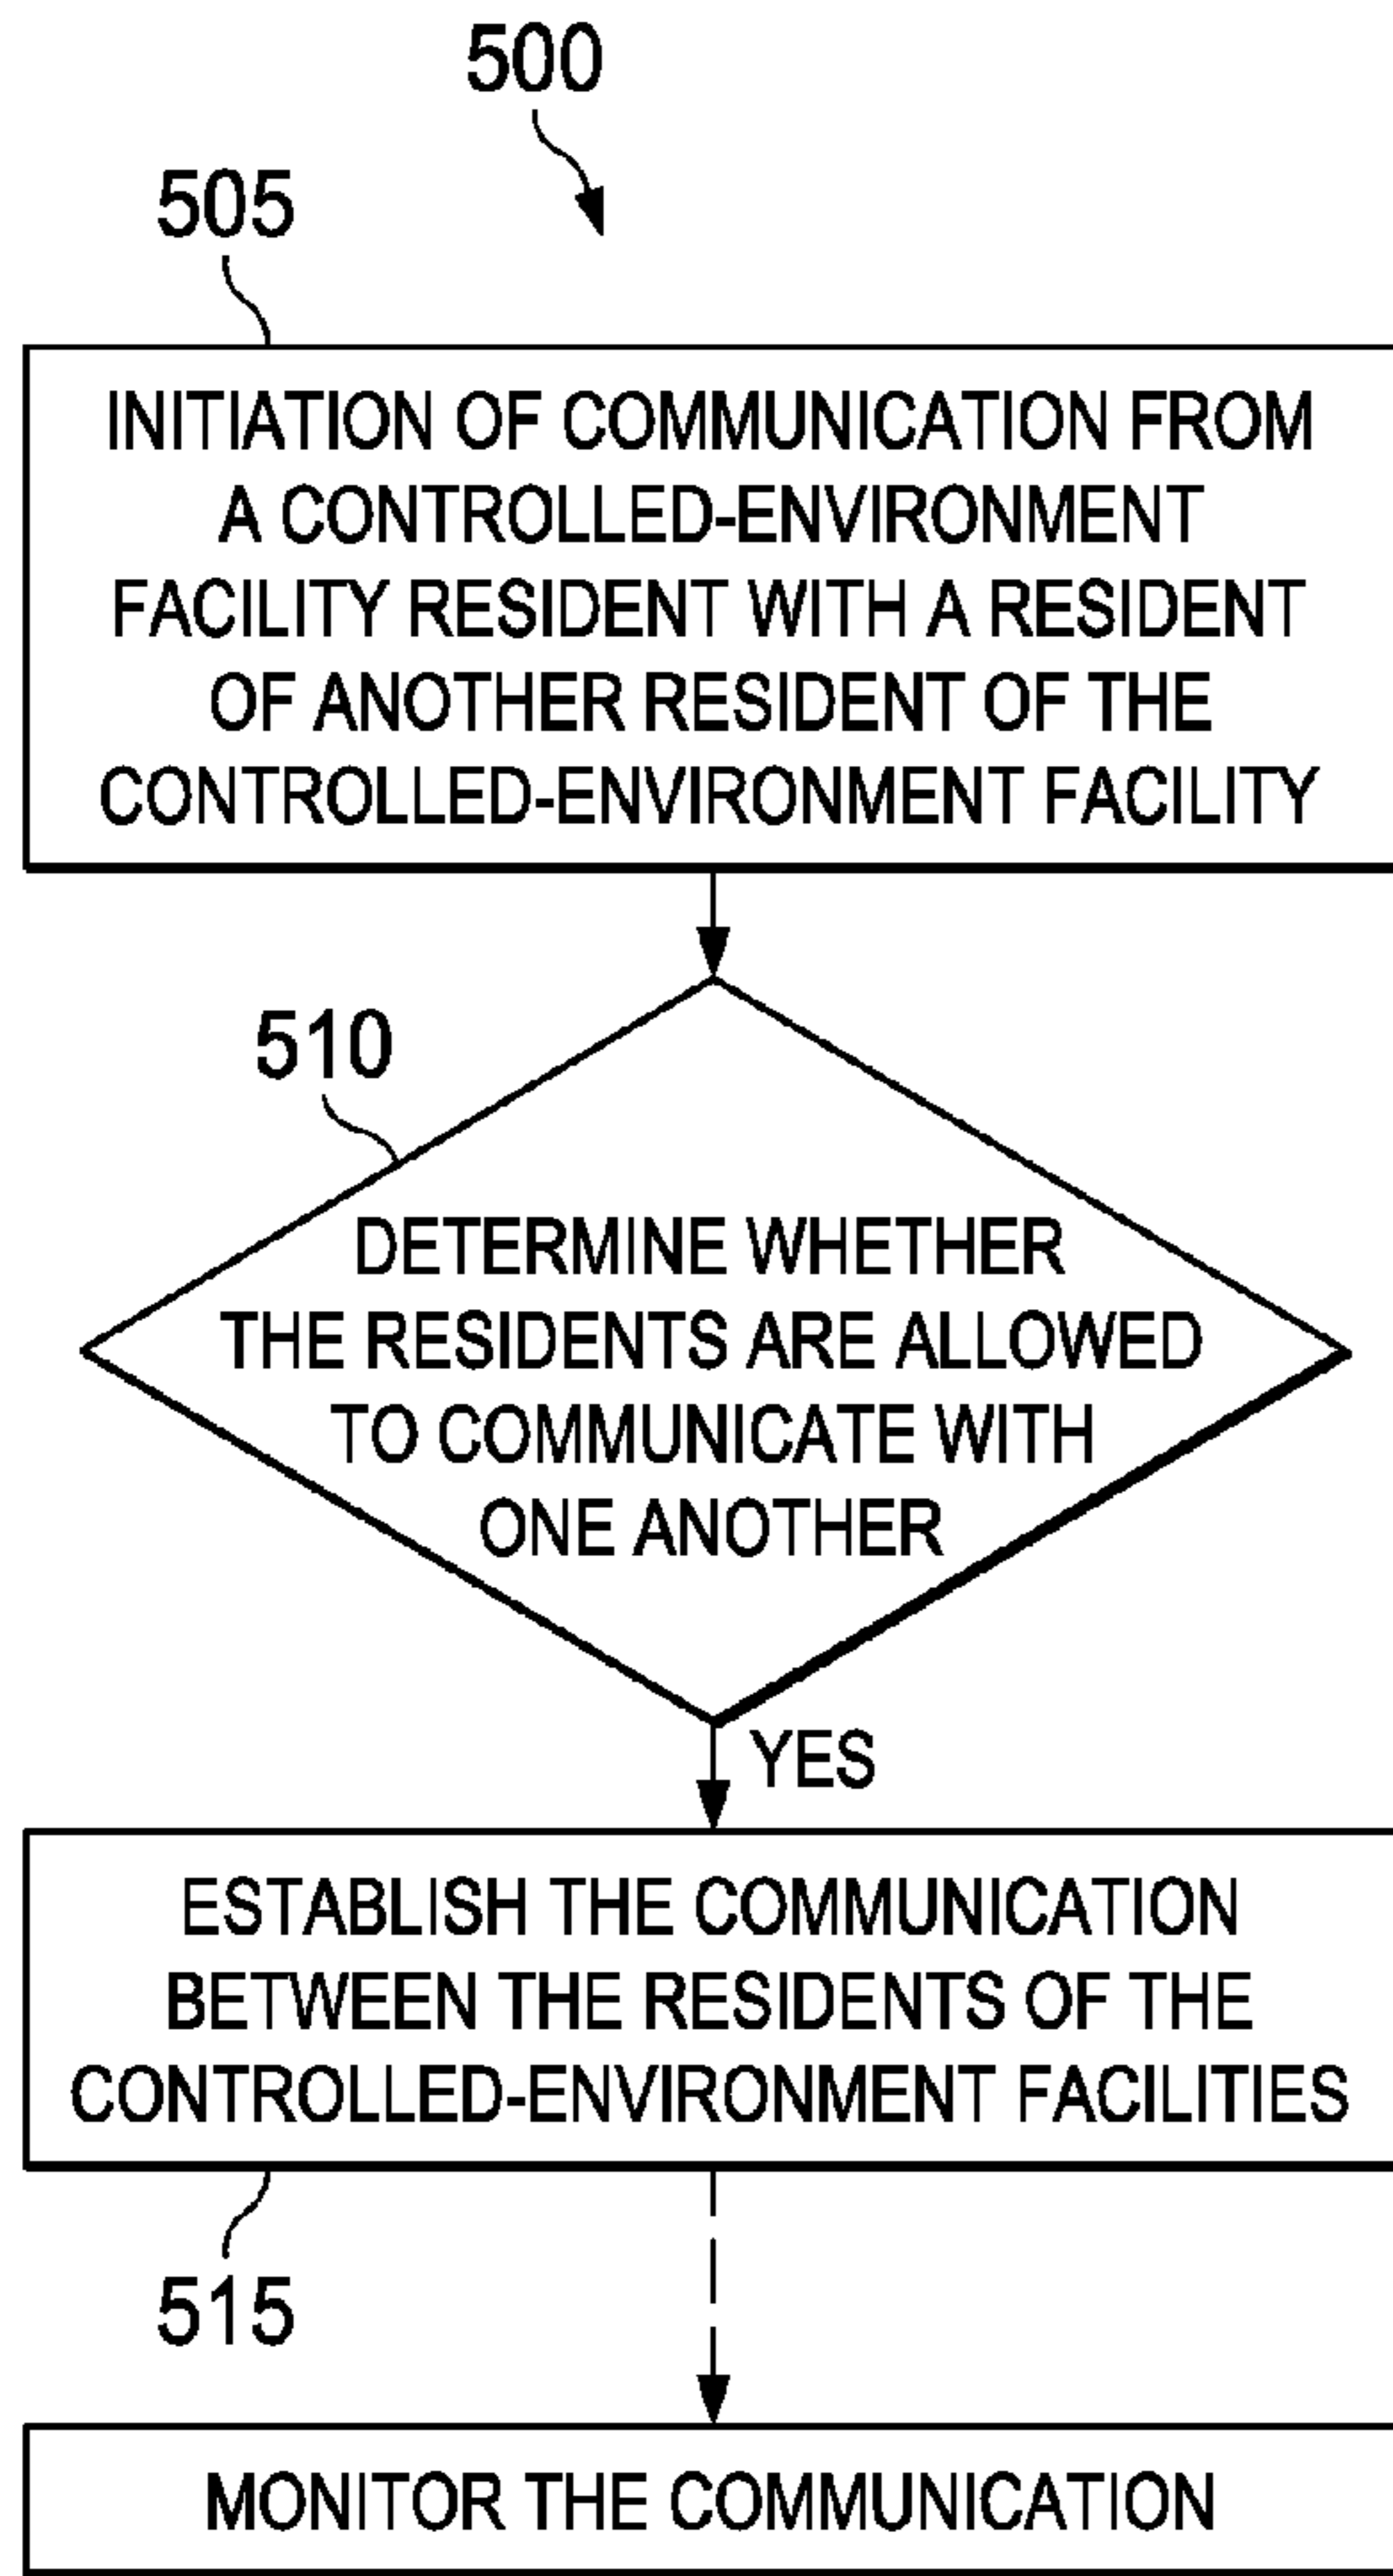 500
505
INITIATION OF COMMUNICATION FROM
A CONTROLLED-ENVIRONMENT
FACILITY RESIDENT WITH A RESIDENT
OF ANOTHER RESIDENT OF THE
CONTROLLED-ENVIRONMENT FACILITY
510
DETERMINE WHETHER
THE RESIDENTS ARE ALLOWED
TO COMMUNICATE WITH
ONE ANOTHER
YES
ESTABLISH THE COMMUNICATION
BETWEEN THE RESIDENTS OF THE
CONTROLLED-ENVIRONMENT FACILITIES
515
MONITOR THE COMMUNICATION